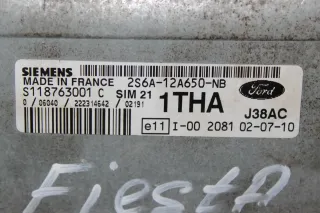 SIEMENS
MADE IN FRANCE 2S6A-12A650-NB
S118763001 C SIM 21 1THA Ford
0 / 06040 / 222314642 / 02191 J38AC
e11 I-00 2081 02-07-10
FiestA